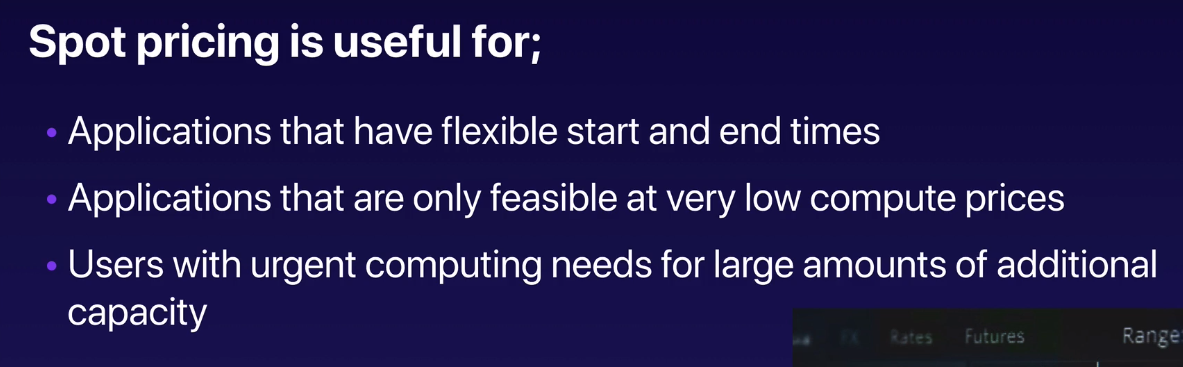 Spot pricing is useful for;
• Applications that have flexible start and end times
• Applications that are only feasible at very low compute prices
• Users with urgent computing needs for large amounts of additional
capacity
FX Rates Futures Range